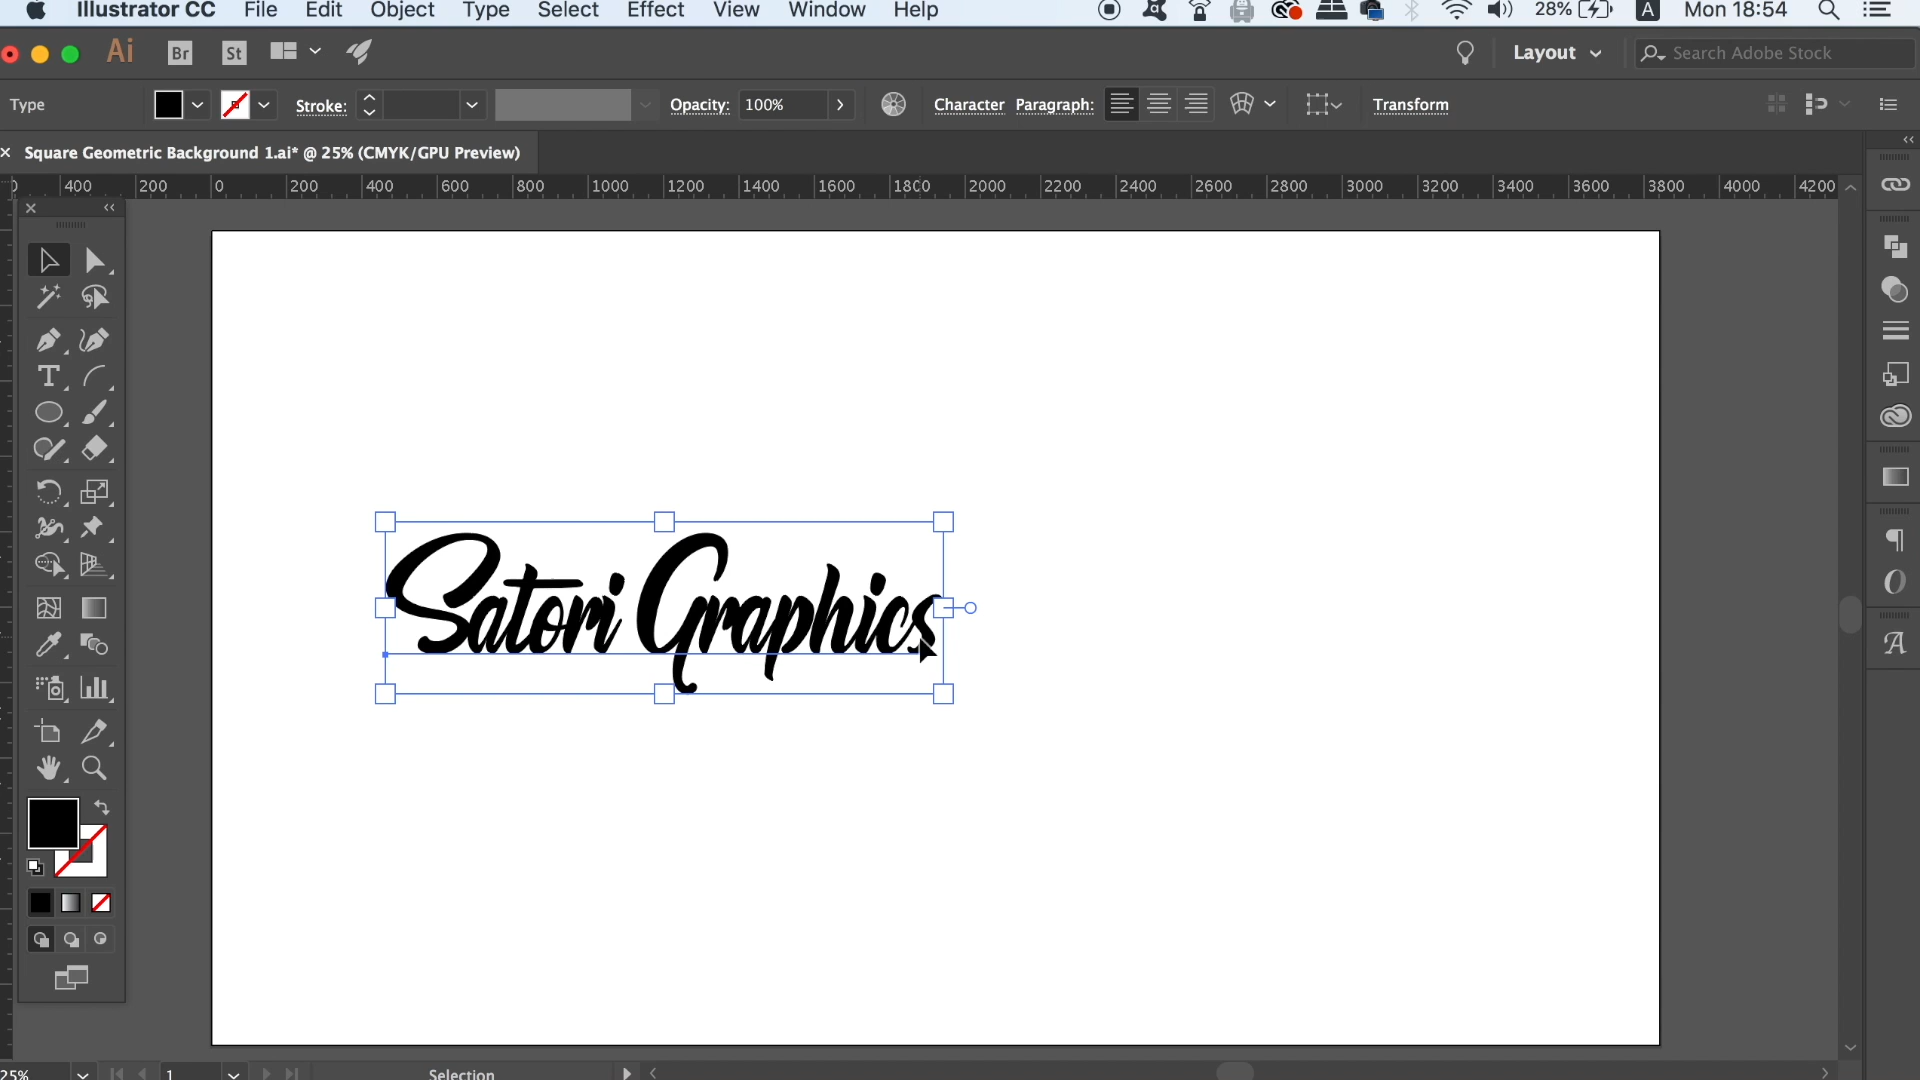 Illustrator CC File Edit Object Type Select Effect View Window Help 28% A Mon 18:54
Ai Br St Layout Search Adobe Stock
Type Stroke: Opacity: 100% Character Paragraph: Transform
Square Geometric Background 1.ai* @ 25% (CMYK/GPU Preview)
400 200 0 200 400 600 800 1000 1200 1400 1600 1800 2000 2200 2400 2600 2800 3000 3200 3400 3600 3800 4000 4200
Satori Graphics
25% 1 Selection